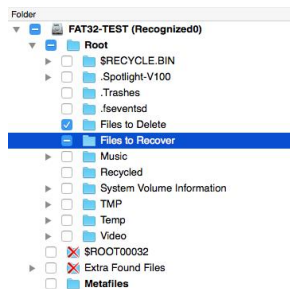 Folder
FAT32-TEST (Recognized0)
Root
$RECYCLE.BIN
.Spotlight-V100
.Trashes
.fseventsd
Files to Delete
Files to Recover
Music
Recycled
System Volume Information
TMP
Temp
Video
$ROOT00032
Extra Found Files
Metafiles